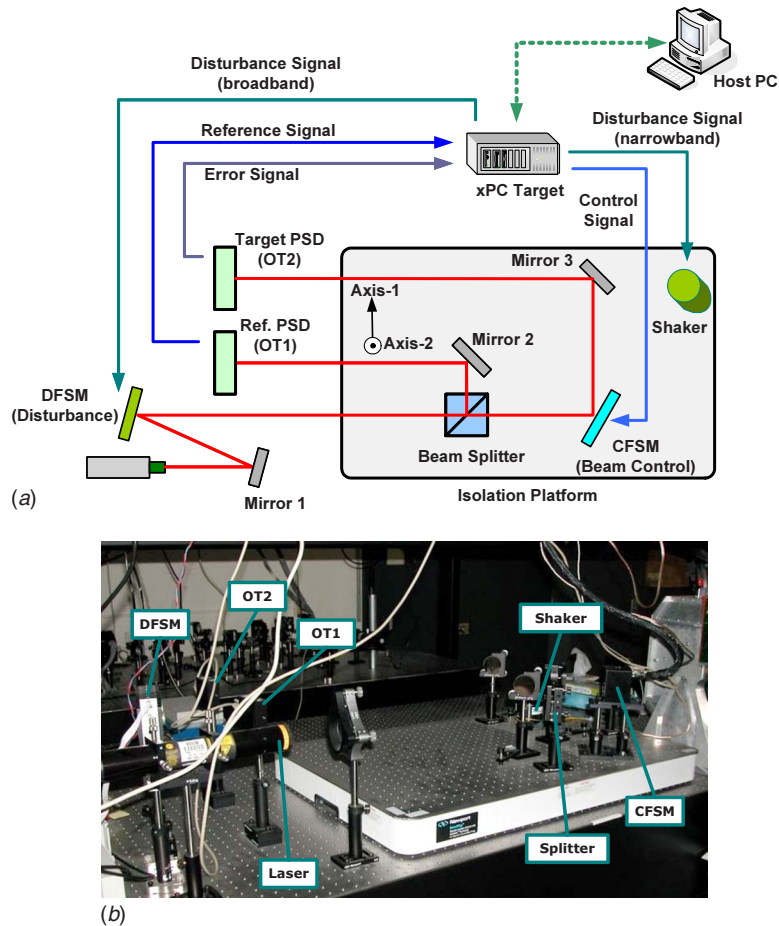 Disturbance Signal
(broadband)
Host PC
Reference Signal
Disturbance Signal
(narrowband)
Error Signal
xPC Target
Control
Signal
Target PSD
(OT2)
Mirror 3
Axis-1
Ref. PSD
(OT1)
Axis-2
Mirror 2
Shaker
DFSM
(Disturbance)
Beam Splitter
CFSM
(Beam Control)
Mirror 1
Isolation Platform
(a)
OT2
DFSM
OT1
Shaker
Newport
CFSM
Splitter
Laser
(b)